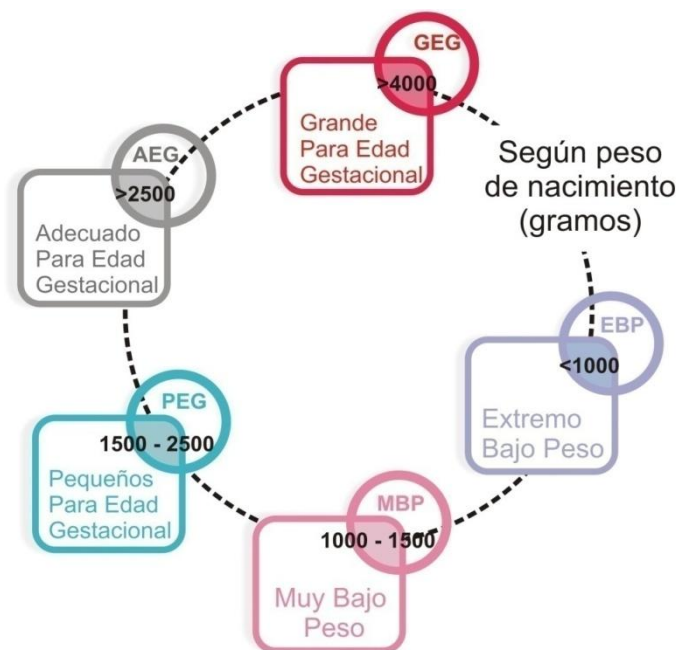 GEG
>4000
Grande
Para Edad
Gestacional
Según peso
de nacimiento
(gramos)
AEG
>2500
Adecuado
Para Edad
Gestacional
EBP
<1000
Extremo
Bajo Peso
PEG
1500 - 2500
Pequeños
Para Edad
Gestacional
MBP
1000 - 1500
Muy Bajo
Peso